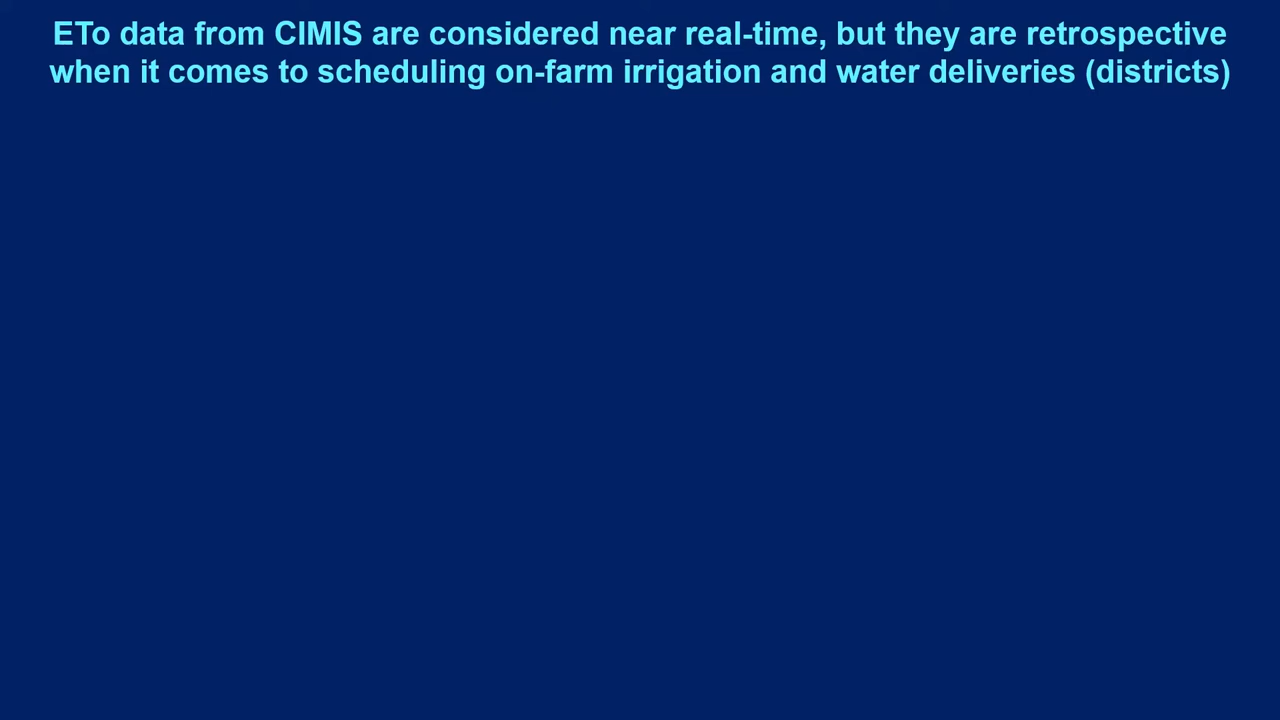 ETo data from CIMIS are considered near real-time, but they are retrospective
when it comes to scheduling on-farm irrigation and water deliveries (districts)